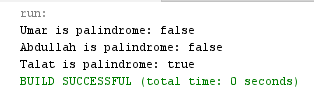 run:
Umar is palindrome: false
Abdullah is palindrome: false
Talat is palindrome: true
BUILD SUCCESSFUL (total time: 0 seconds)